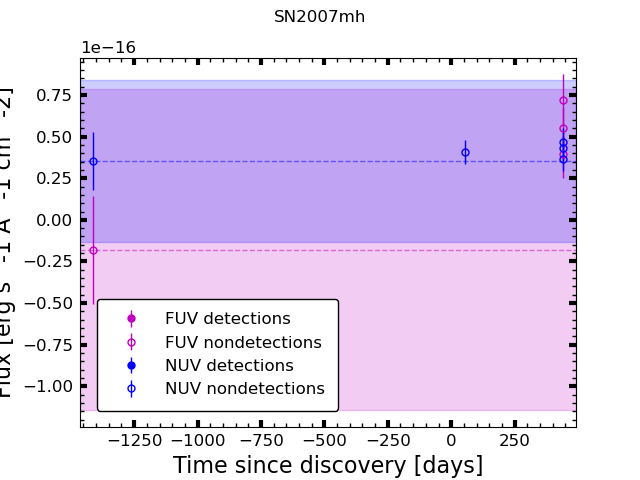 SN2007mh
1e−16
0.75
0.50
0.25
0.00
−0.25
−0.50
−0.75
−1.00
Flux [erg s -1 A -1 cm -2]
FUV detections
FUV nondetections
NUV detections
NUV nondetections
−1250 −1000 −750 −500 −250 0 250
Time since discovery [days]